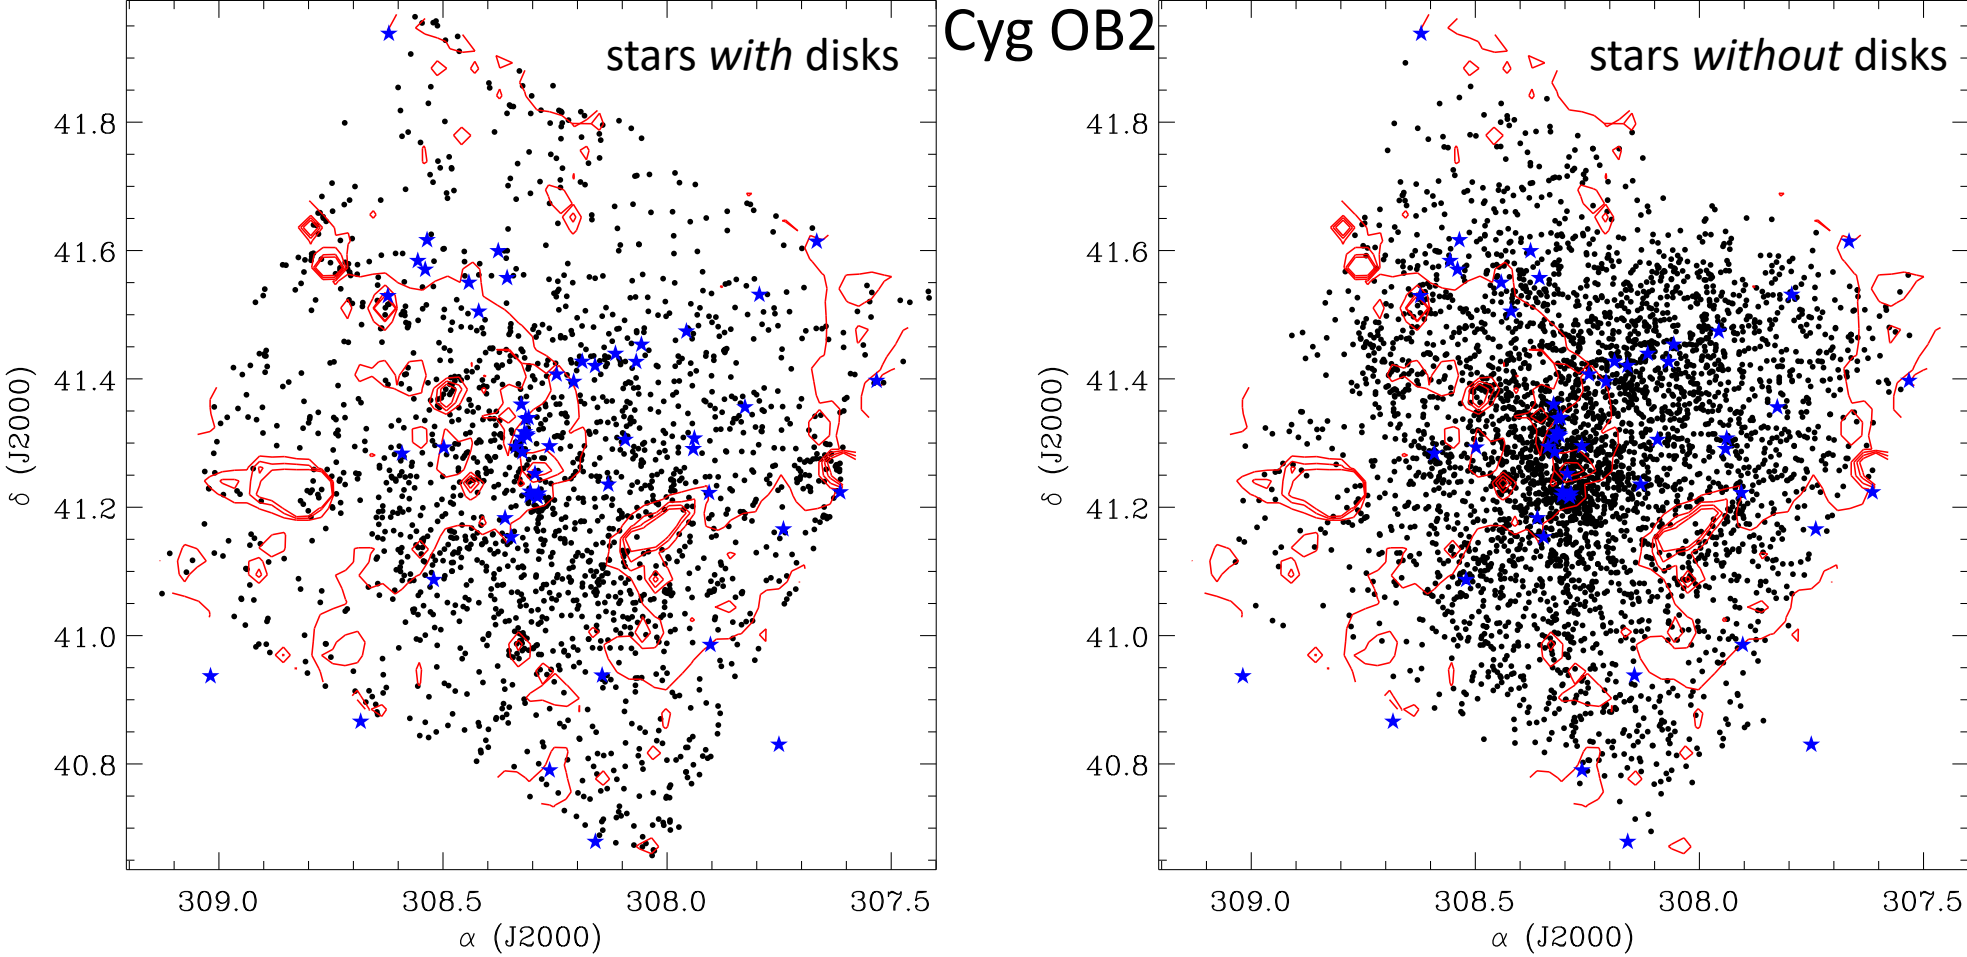 Cyg OB2
stars with disks
stars without disks
41.8
41.6
41.4
41.2
41.0
40.8
δ (J2000)
309.0
308.5
308.0
307.5
α (J2000)
41.8
41.6
41.4
41.2
41.0
40.8
δ (J2000)
309.0
308.5
308.0
307.5
α (J2000)